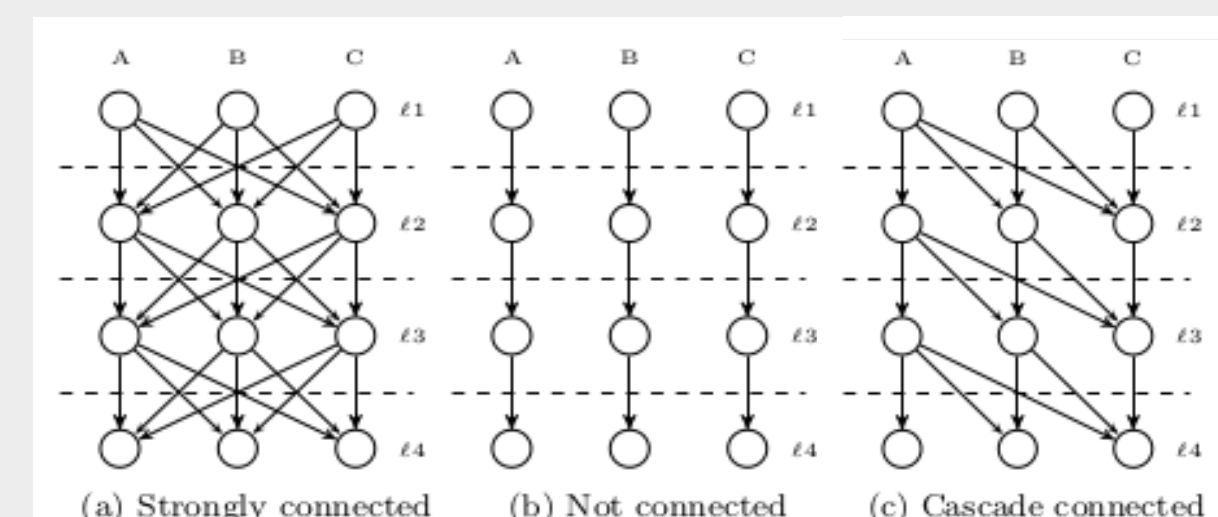 A B C A B C A B C
ℓ1 ℓ1 ℓ1
ℓ2 ℓ2 ℓ2
ℓ3 ℓ3 ℓ3
ℓ4 ℓ4 ℓ4
(a) Strongly connected (b) Not connected (c) Cascade connected